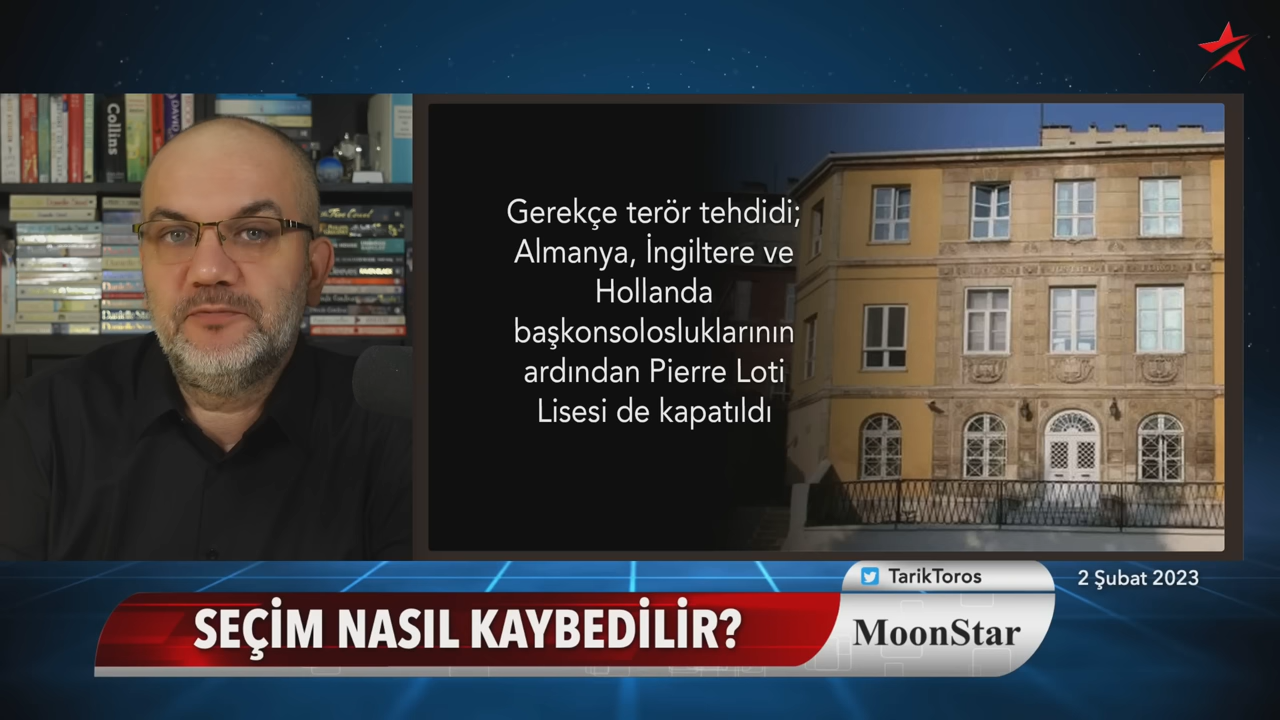 Collins
Gerekçe terör tehdidi;
Almanya, İngiltere ve
Hollanda
başkonsolosluklarının
ardından Pierre Loti
Lisesi de kapatıldı
TarikToros
2 Şubat 2023
SEÇİM NASIL KAYBEDİLİR?
MoonStar